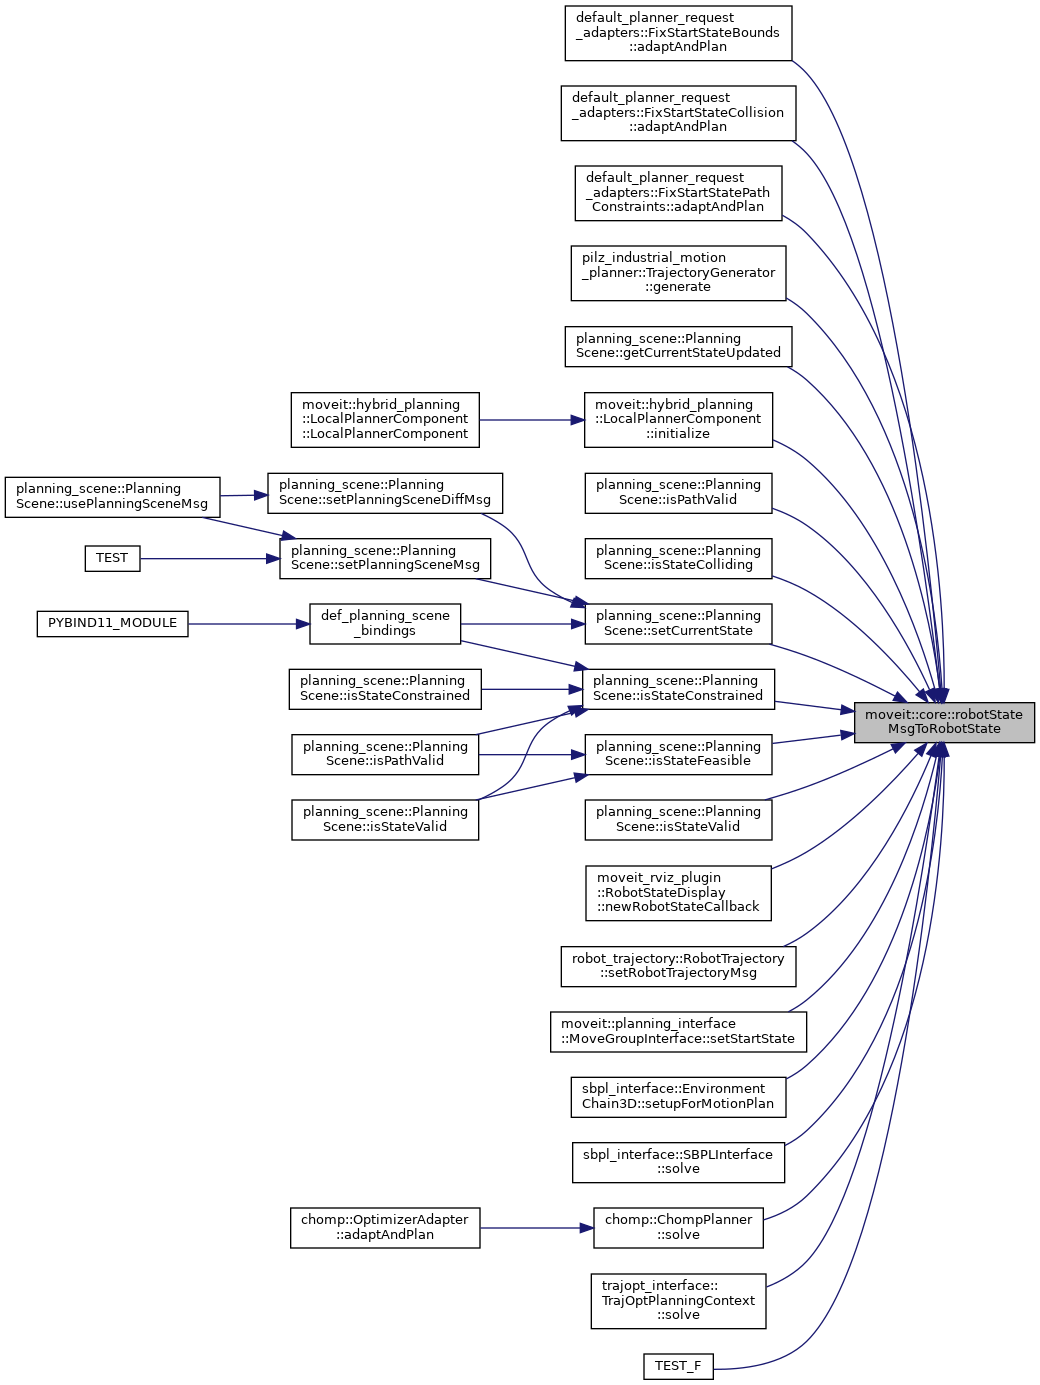 default_planner_request
_adapters::FixStartStateBounds
::adaptAndPlan
default_planner_request
_adapters::FixStartStateCollision
::adaptAndPlan
default_planner_request
_adapters::FixStartStatePath
Constraints::adaptAndPlan
pilz_industrial_motion
_planner::TrajectoryGenerator
::generate
planning_scene::Planning
Scene::getCurrentStateUpdated
moveit::hybrid_planning
::LocalPlannerComponent
::LocalPlannerComponent
moveit::hybrid_planning
::LocalPlannerComponent
::initialize
planning_scene::Planning
Scene::usePlanningSceneMsg
planning_scene::Planning
Scene::setPlanningSceneDiffMsg
planning_scene::Planning
Scene::isPathValid
TEST
planning_scene::Planning
Scene::setPlanningSceneMsg
planning_scene::Planning
Scene::isStateColliding
PYBIND11_MODULE
def_planning_scene
_bindings
planning_scene::Planning
Scene::setCurrentState
planning_scene::Planning
Scene::isStateConstrained
planning_scene::Planning
Scene::isStateConstrained
moveit::core::robotState
MsgToRobotState
planning_scene::Planning
Scene::isPathValid
planning_scene::Planning
Scene::isStateFeasible
planning_scene::Planning
Scene::isStateValid
planning_scene::Planning
Scene::isStateValid
moveit_rviz_plugin
::RobotStateDisplay
::newRobotStateCallback
robot_trajectory::RobotTrajectory
::setRobotTrajectoryMsg
moveit::planning_interface
::MoveGroupInterface::setStartState
sbpl_interface::Environment
Chain3D::setupForMotionPlan
sbpl_interface::SBPLInterface
::solve
chomp::OptimizerAdapter
::adaptAndPlan
chomp::ChompPlanner
::solve
trajopt_interface::
TrajOptPlanningContext
::solve
TEST_F